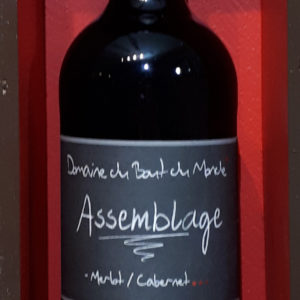 Domaine du Bout du Monde
Assemblage
• Merlot / Cabernet...